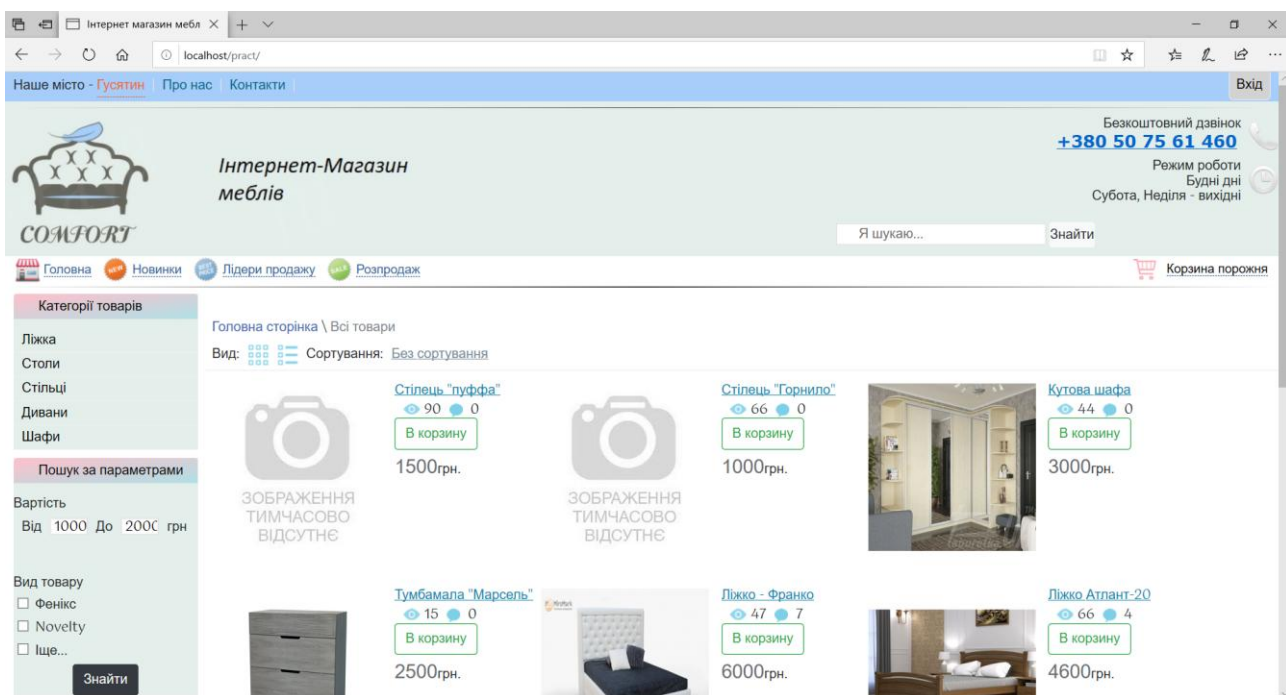 Інтернет магазин мебл
localhost/pract/
Наше місто - Гусятин Про нас Контакти
Вхід
Безкоштовний дзвінок
+380 50 75 61 460
Режим роботи
Будні дні
Субота, Неділя - вихідні
Інтернет-Магазин
меблів
COMFORT
Я шукаю... Знайти
Головна NEW Новинки Лідери продажу SALE Розпродаж Корзина порожня
Категорії товарів
Ліжка
Столи
Стільці
Дивани
Шафи
Пошук за параметрами
Вартість
Від 1000 До 2000 грн
Вид товару
Фенікс
Novelty
Іще...
Знайти
Головна сторінка \ Всі товари
Вид: Сортування: Без сортування
ЗОБРАЖЕННЯ
ТИМЧАСОВО
ВІДСУТНЄ
Стілець "пуффа"
90 0
В корзину
1500грн.
ЗОБРАЖЕННЯ
ТИМЧАСОВО
ВІДСУТНЄ
Стілець "Горнило"
66 0
В корзину
1000грн.
Кутова шафа
44 0
В корзину
3000грн.
Тумбамала "Марсель"
15 0
В корзину
2500грн.
Ліжко - Франко
47 7
В корзину
6000грн.
Ліжко Атлант-20
66 4
В корзину
4600грн.